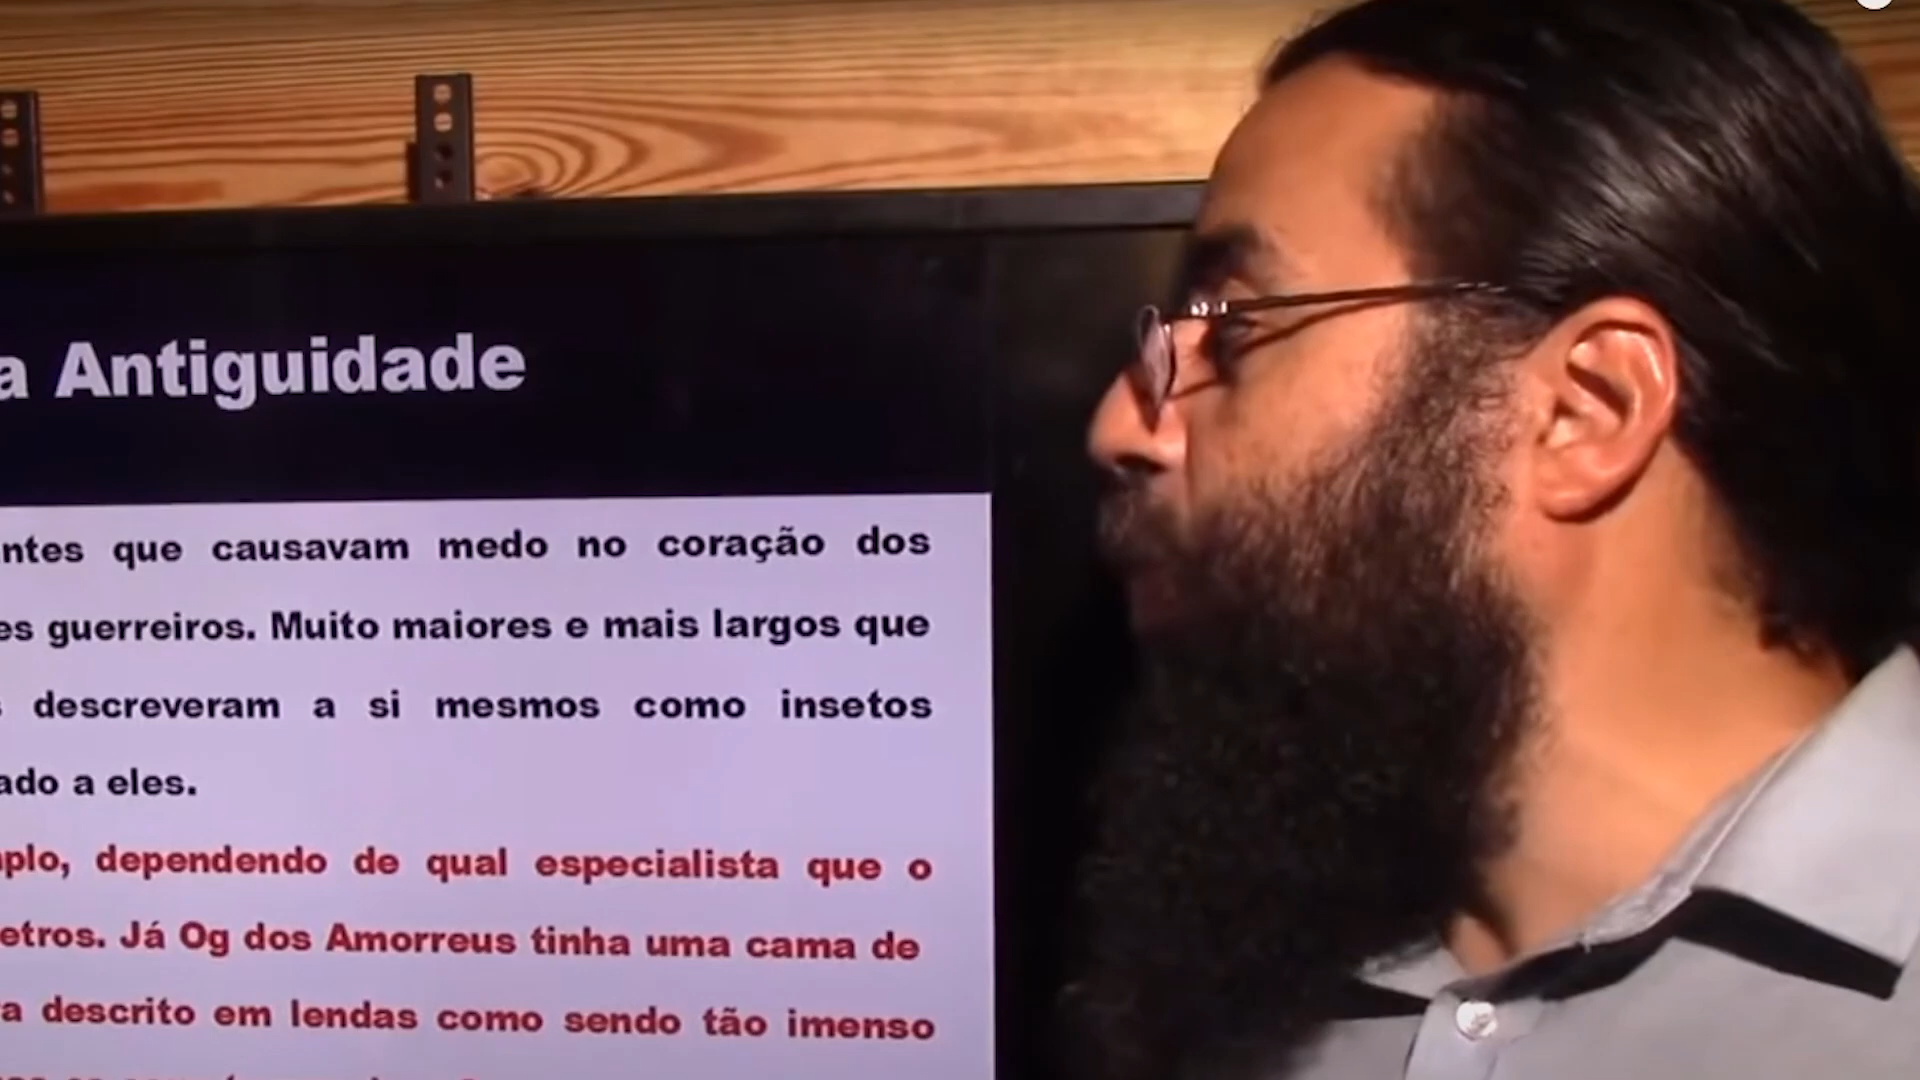 a Antiguidade
ntes que causavam medo no coração dos
es guerreiros. Muito maiores e mais largos que
descreveram a si mesmos como insetos
ado a eles.
plo, dependendo de qual especialista que o
etros. Já Og dos Amorreus tinha uma cama de
a descrito em lendas como sendo tão imenso